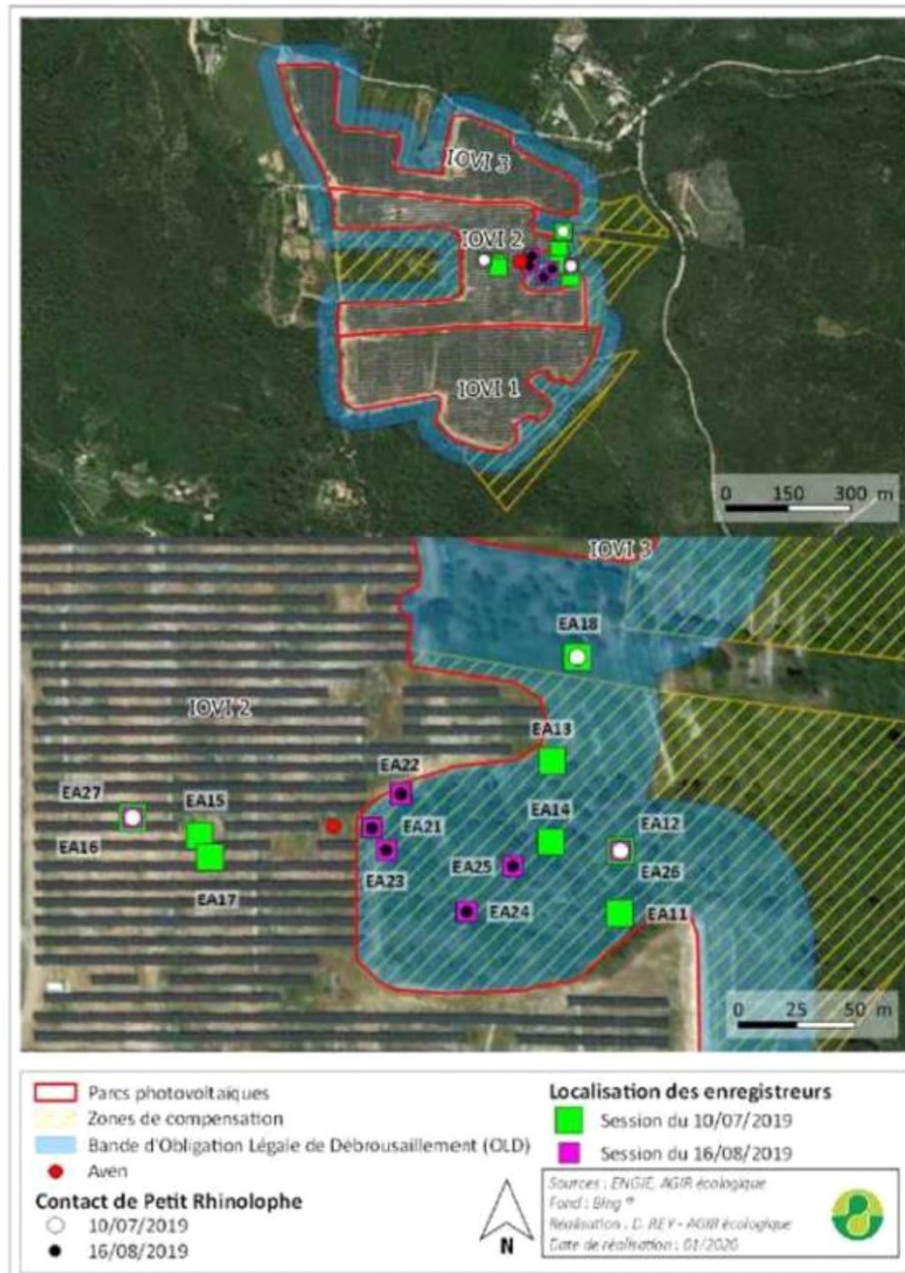 IOVI 3
IOVI 2
IOVI 1
0 150 300 m
IOVI 3
EA18
IOVI 2
EA13
EA22
EA27
EA15
EA14
EA12
EA21
EA16
EA25
EA26
EA23
EA17
EA24
EA11
0 25 50 m
Parcs photovoltaïques
Zones de compensation
Bande d'Obligation Légale de Débrousaillement (OLD)
Aven
Contact de Petit Rhinolophe
10/07/2019
16/08/2019
N
Localisation des enregistreurs
Session du 10/07/2019
Session du 16/08/2019
Sources : ENGIE, AGIR écologique
Fond : Bing ®
Réalisation : D. REY - AGIR écologique
Date de réalisation : 01/2020